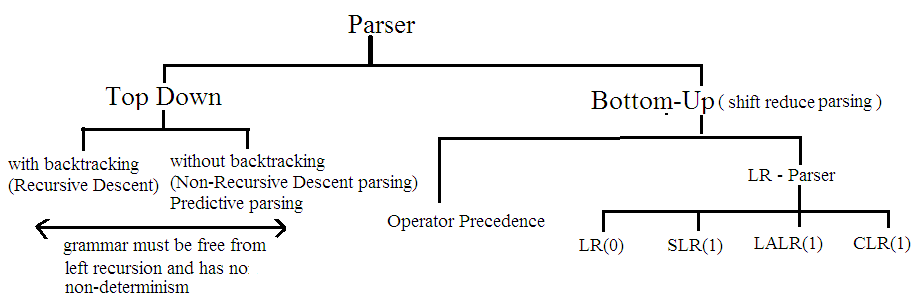 Parser
Top Down
Bottom-Up ( shift reduce parsing )
with backtracking
(Recursive Descent)
without backtracking
(Non-Recursive Descent parsing)
Predictive parsing
LR - Parser
Operator Precedence
LR(0)
SLR(1)
LALR(1)
CLR(1)
grammar must be free from
left recursion and has no
non-determinism